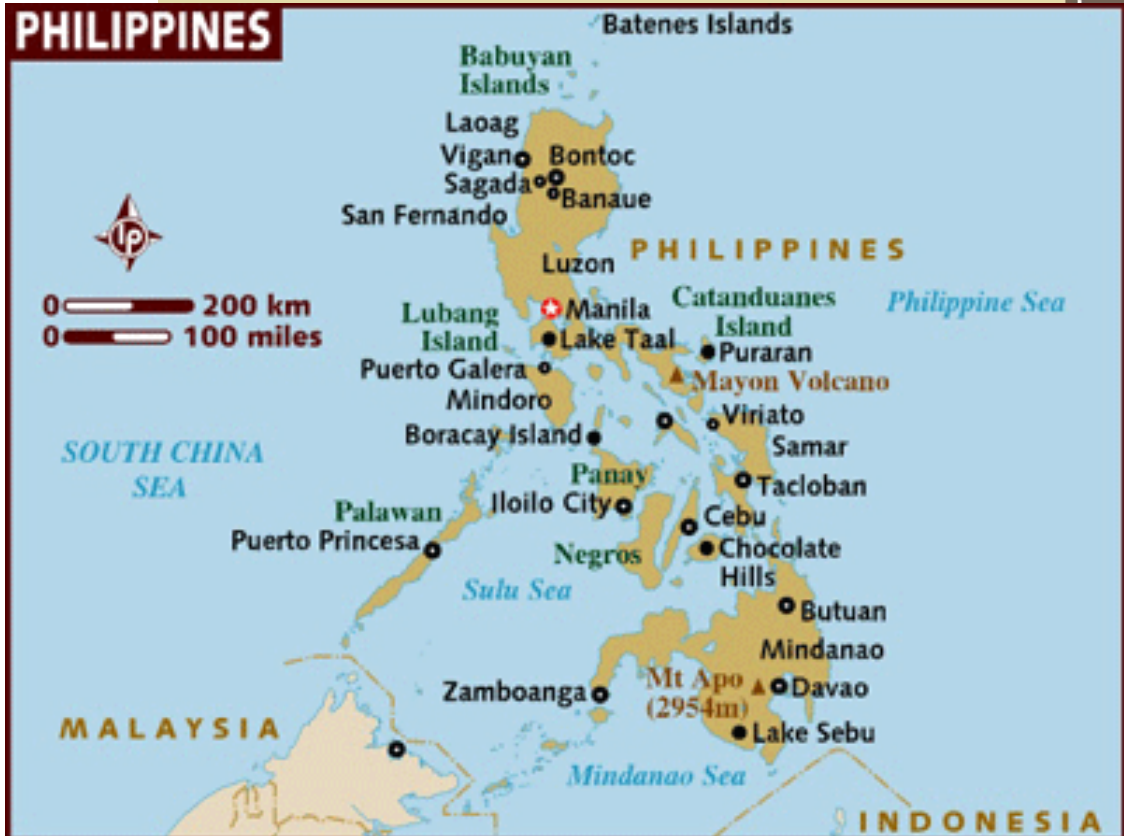 PHILIPPINES
Batenes Islands
Babuyan
Islands
Laoag
Vigan
Bontoc
Sagada
Banaue
San Fernando
lp
PHILIPPINES
Luzon
0 200 km
0 100 miles
Lubang
Island
Manila
Catanduanes
Island
Philippine Sea
Lake Taal
Puraran
Puerto Galera
Mayon Volcano
Mindoro
Viriato
Boracay Island
Samar
SOUTH CHINA
SEA
Panay
Tacloban
Iloilo City
Palawan
Cebu
Puerto Princesa
Negros
Chocolate
Hills
Sulu Sea
Butuan
Mindanao
Zamboanga
Mt Apo
(2954m)
Davao
MALAYSIA
Lake Sebu
Mindanao Sea
INDONESIA